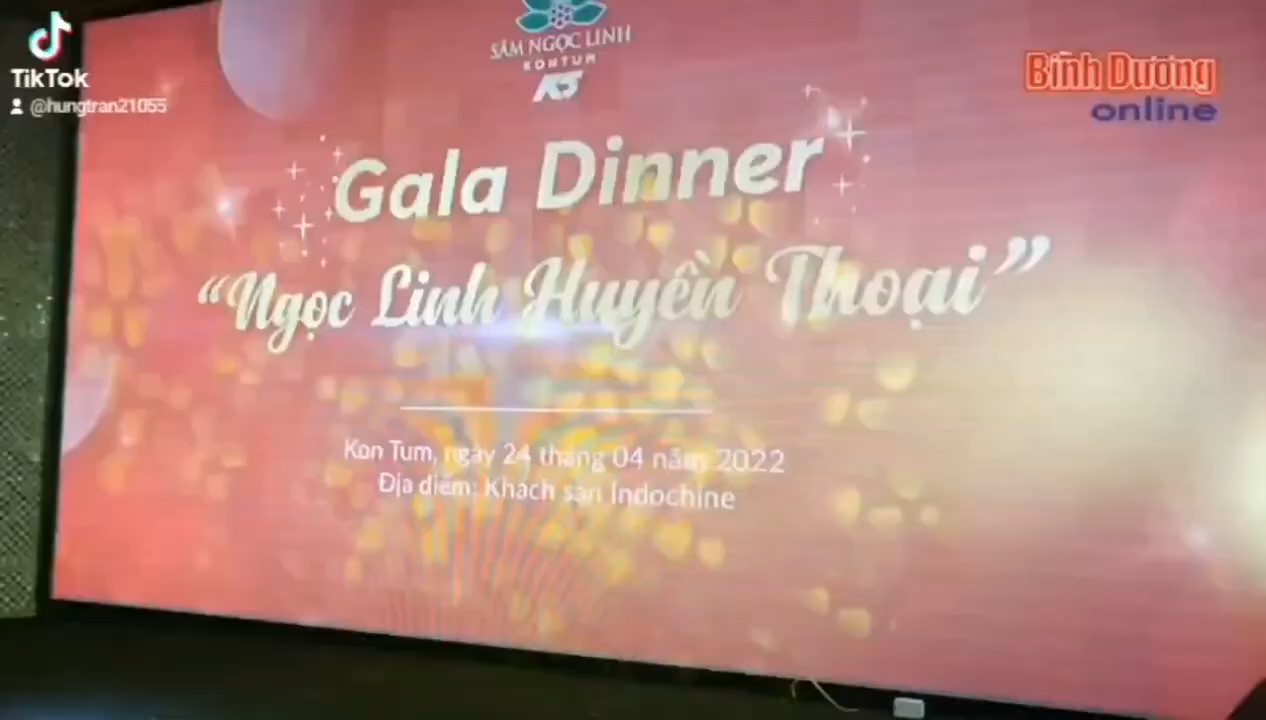 TikTok
@hungtran21055
Bình Dương
online
SÂM NGỌC LINH
KONTUM
K5
Gala Dinner
“Ngọc Linh Huyền Thoại”
Kon Tum, ngày 24 tháng 04 năm 2022
Địa điểm: Khách sạn Indochine